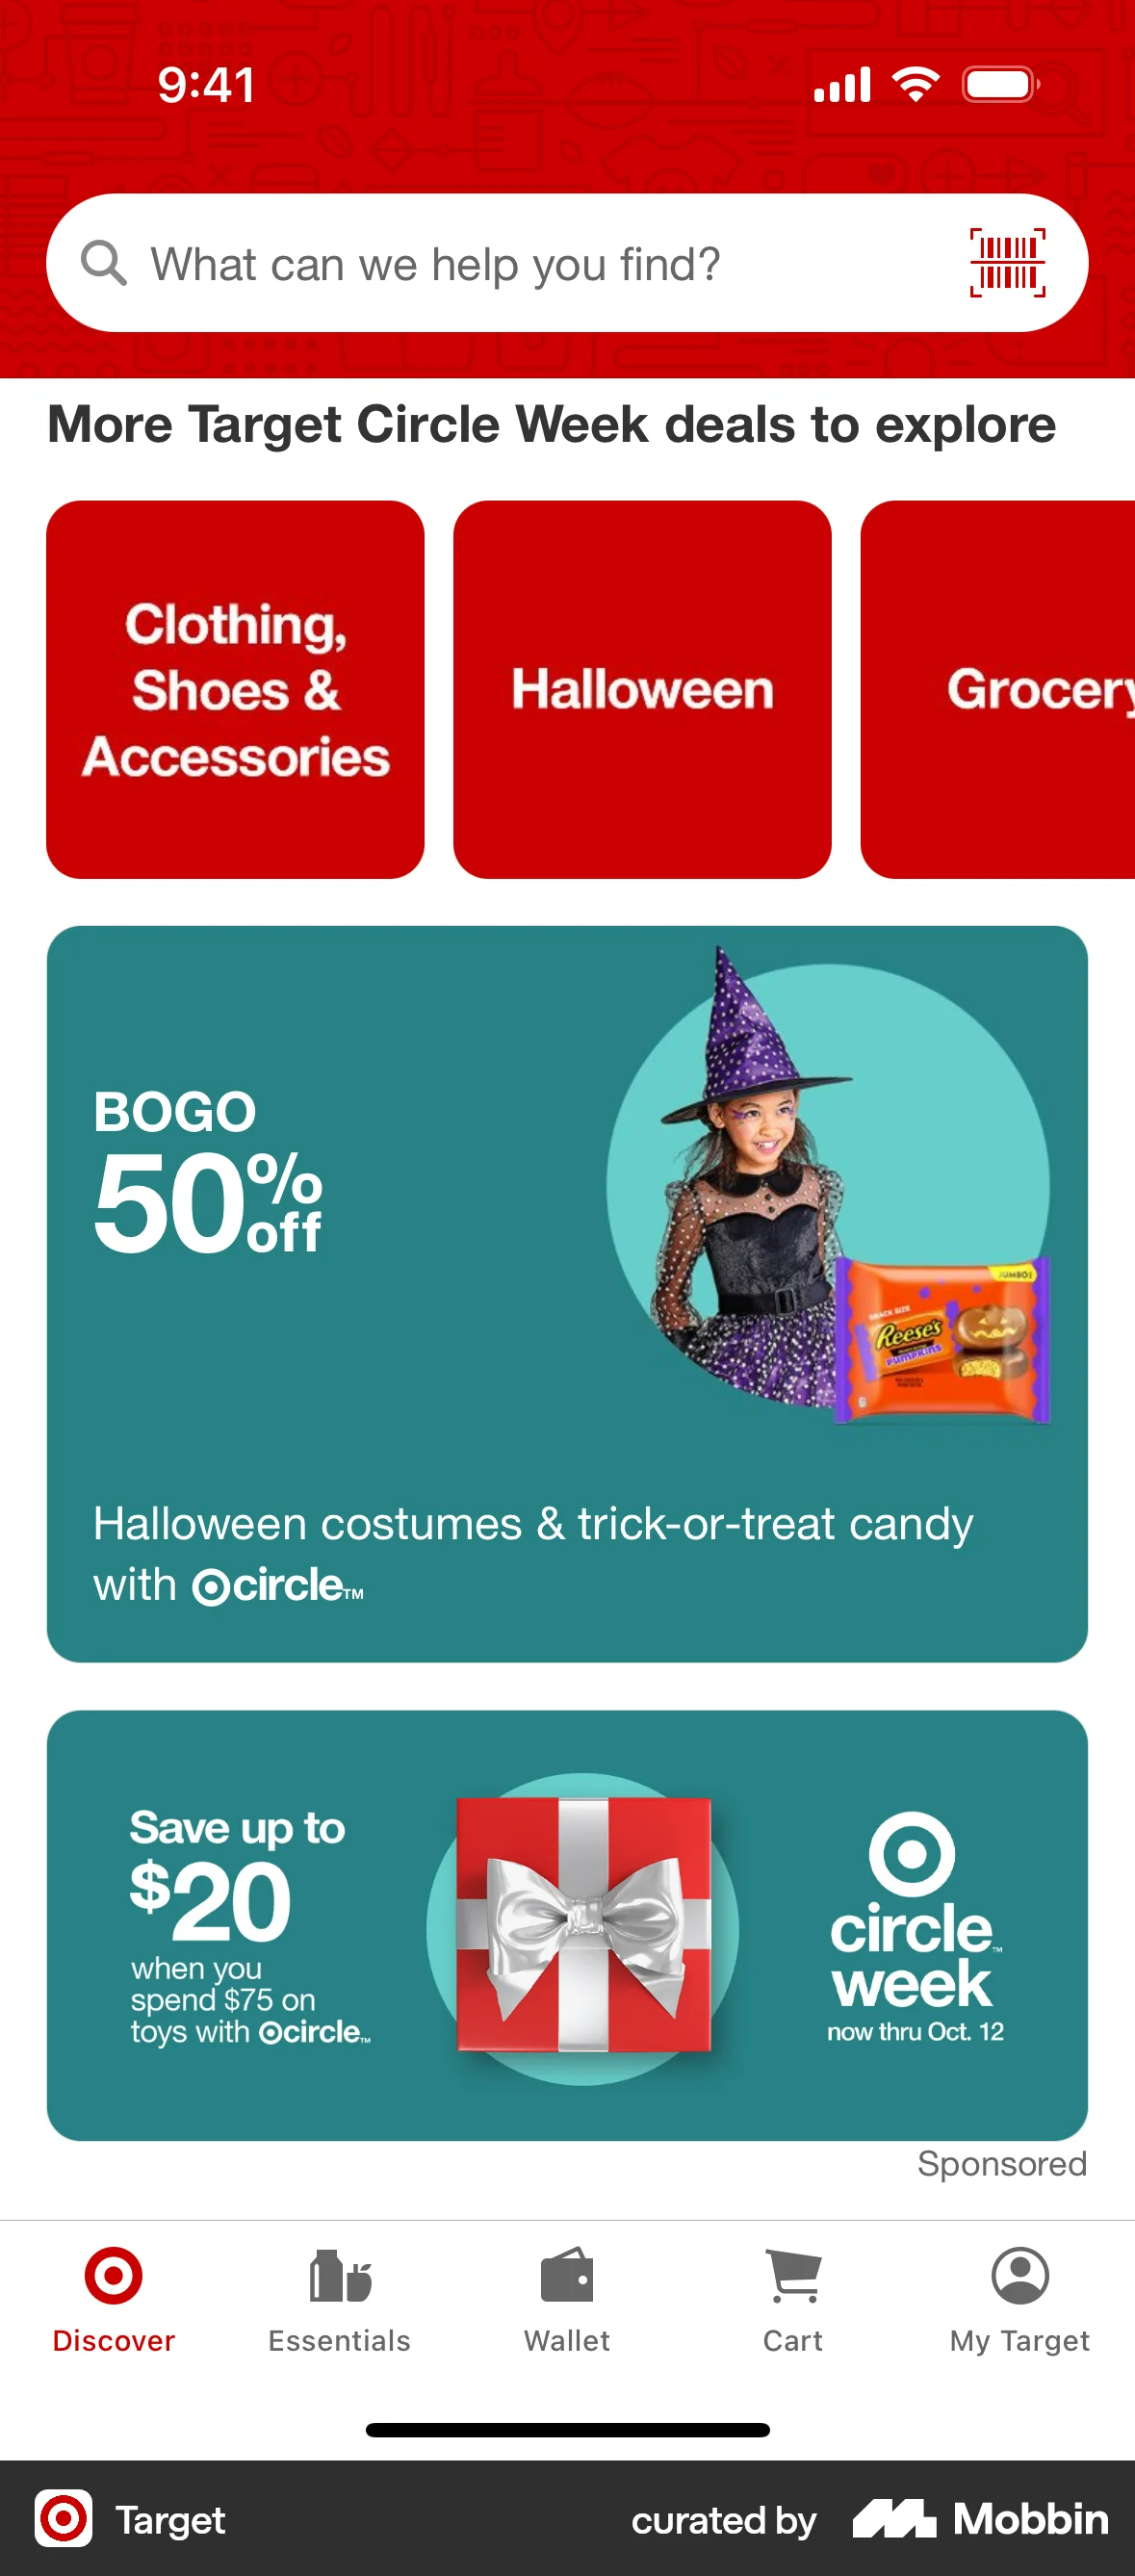 9:41
What can we help you find?
More Target Circle Week deals to explore
Clothing,
Shoes &
Accessories
Halloween
Grocery
BOGO
50% off
JUMBO!
SNACK SIZE
Reese's
PUMPKINS
Halloween costumes & trick-or-treat candy
with circle™
Save up to
$20
when you
spend $75 on
toys with circle™
circle™
week
now thru Oct. 12
Sponsored
Discover
Essentials
Wallet
Cart
My Target
Target
curated by Mobbin